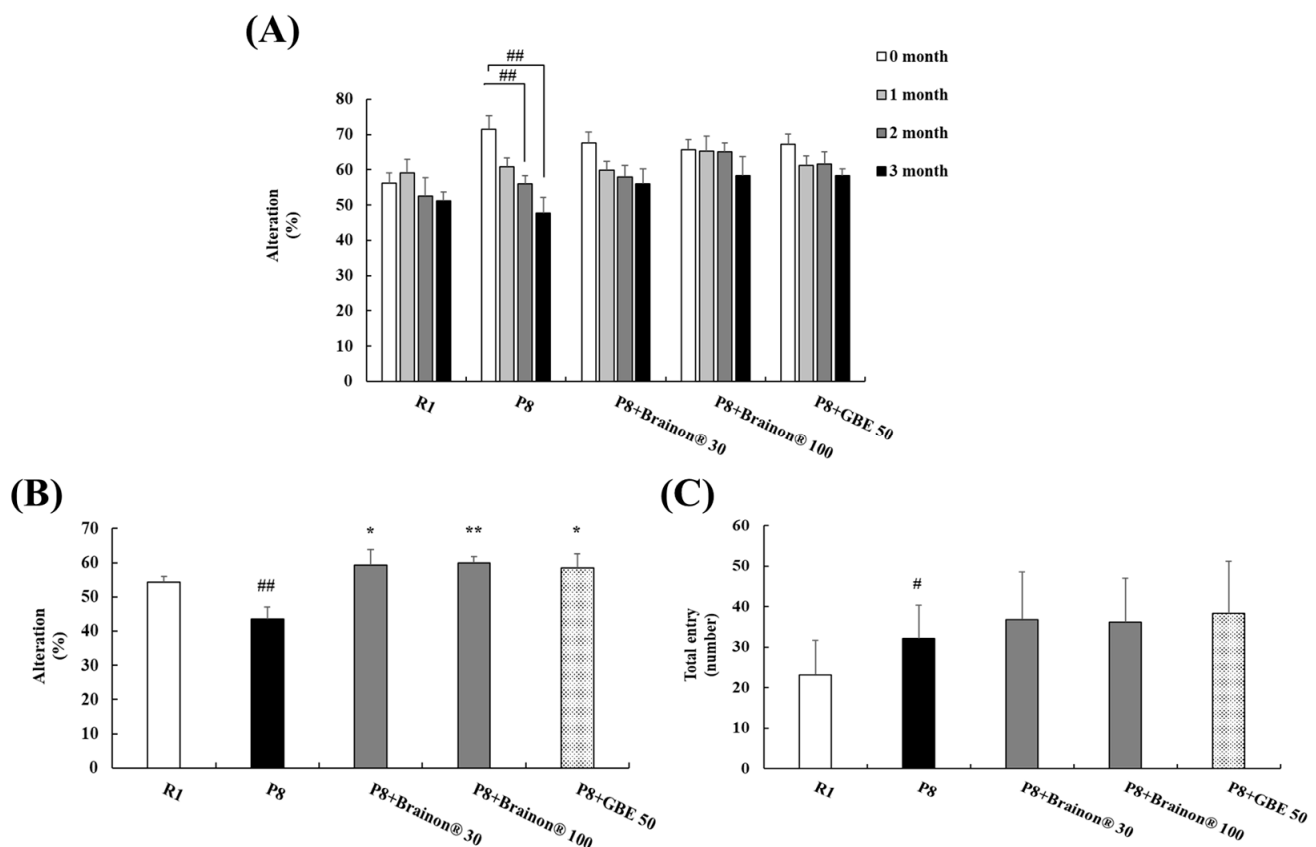 (A)
0 month
1 month
2 month
3 month
##
##
80
70
60
50
40
30
20
10
0
Alteration
(%)
R1
P8
P8+Brainon® 30
P8+Brainon® 100
P8+GBE 50
(B)
70
60
50
40
30
20
10
0
Alteration
(%)
##
*
**
*
R1
P8
P8+Brainon® 30
P8+Brainon® 100
P8+GBE 50
(C)
60
50
40
30
20
10
0
Total entry
(number)
#
R1
P8
P8+Brainon® 30
P8+Brainon® 100
P8+GBE 50